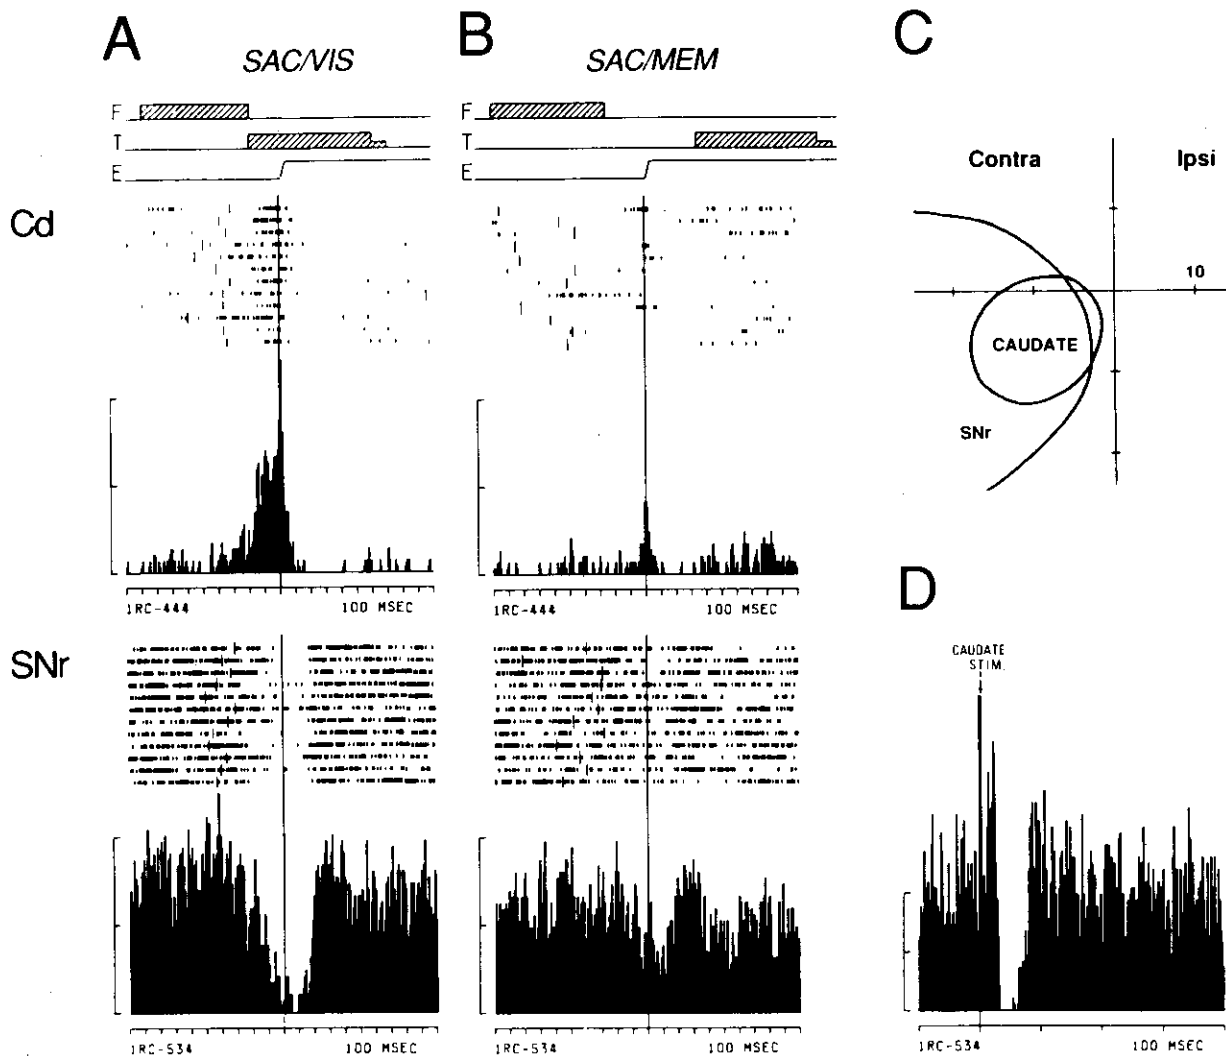 A
SAC/VIS
B
SAC/MEM
C
F
T
E
F
T
E
Cd
Contra
Ipsi
10
CAUDATE
SNr
1RC-444
100 MSEC
1RC-444
100 MSEC
D
SNr
CAUDATE
STIM.
1RC-534
100 MSEC
1RC-534
100 MSEC
1RC-534
100 MSEC